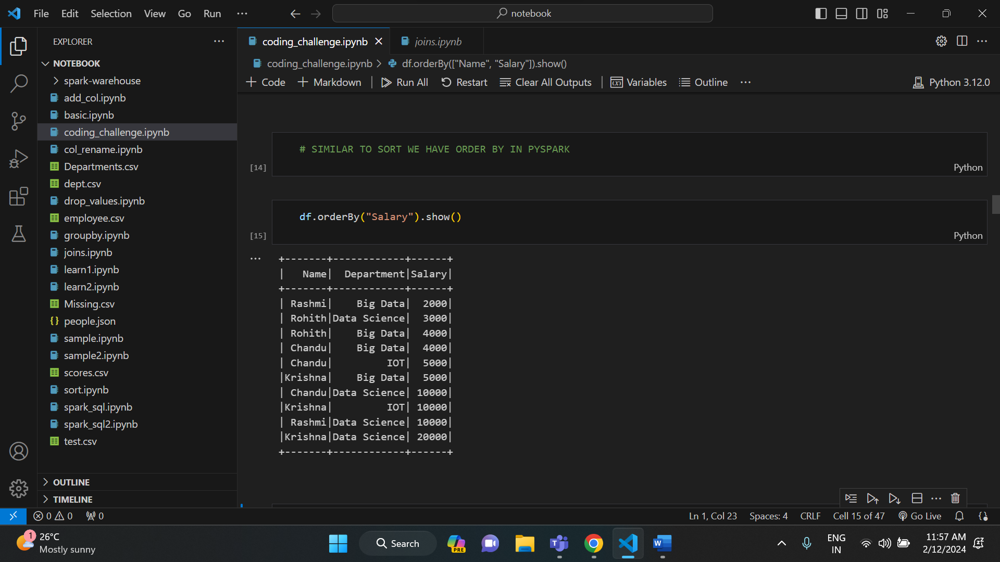 File Edit Selection View Go Run ··· notebook
EXPLORER ···
NOTEBOOK
spark-warehouse
add_col.ipynb
basic.ipynb
coding_challenge.ipynb
col_rename.ipynb
Departments.csv
dept.csv
drop_values.ipynb
employee.csv
groupby.ipynb
joins.ipynb
learn1.ipynb
learn2.ipynb
Missing.csv
people.json
sample.ipynb
sample2.ipynb
scores.csv
sort.ipynb
spark_sql.ipynb
spark_sql2.ipynb
test.csv
OUTLINE
TIMELINE
coding_challenge.ipynb joins.ipynb
coding_challenge.ipynb > df.orderBy(["Name", "Salary"]).show()
+ Code + Markdown | Run All Restart Clear All Outputs | Variables Outline ··· Python 3.12.0
# SIMILAR TO SORT WE HAVE ORDER BY IN PYSPARK
[14] Python
df.orderBy("Salary").show()
[15] Python
+-------+------------+------+
|   Name|  Department|Salary|
+-------+------------+------+
| Rashmi|    Big Data|  2000|
| Rohith|Data Science|  3000|
| Rohith|    Big Data|  4000|
| Chandu|    Big Data|  4000|
| Chandu|         IOT|  5000|
|Krishna|    Big Data|  5000|
| Chandu|Data Science| 10000|
|Krishna|         IOT| 10000|
| Rashmi|Data Science| 10000|
|Krishna|Data Science| 20000|
+-------+------------+------+
0 0 0 Ln 1, Col 23 Spaces: 4 CRLF Cell 15 of 47 Go Live
1 26°C
Mostly sunny
Search
PRE
ENG
IN
11:57 AM
2/12/2024